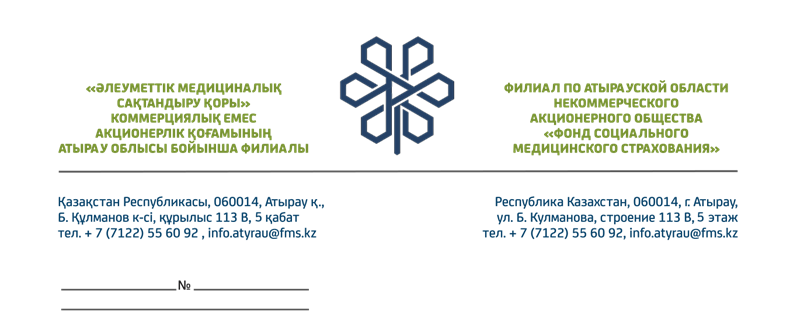 «ӘЛЕУМЕТТІК МЕДИЦИНАЛЫҚ
САҚТАНДЫРУ ҚОРЫ»
КОММЕРЦИЯЛЫҚ ЕМЕС
АКЦИОНЕРЛІК ҚОҒАМЫНЫҢ
АТЫРАУ ОБЛЫСЫ БОЙЫНША ФИЛИАЛЫ
ФИЛИАЛ ПО АТЫРАУСКОЙ ОБЛАСТИ
НЕКОММЕРЧЕСКОГО
АКЦИОНЕРНОГО ОБЩЕСТВА
«ФОНД СОЦИАЛЬНОГО
МЕДИЦИНСКОГО СТРАХОВАНИЯ»
Қазақстан Республикасы, 060014, Атырау қ.,
Б. Құлманов к-сі, құрылыс 113 В, 5 қабат
тел. + 7 (7122) 55 60 92 , info.atyrau@fms.kz
Республика Казахстан, 060014, г. Атырау,
ул. Б. Кулманова, строение 113 В, 5 этаж
тел. + 7 (7122) 55 60 92, info.atyrau@fms.kz
№